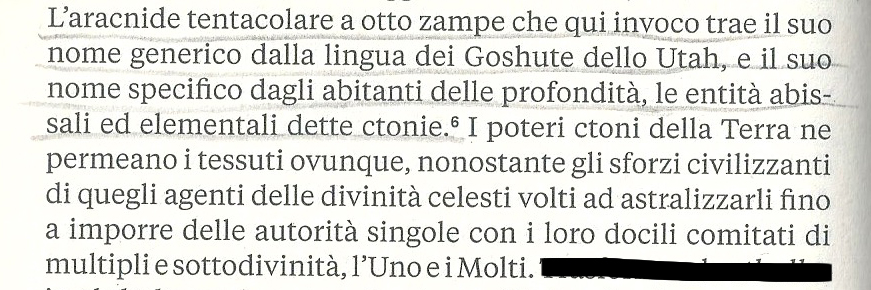 L’aracnide tentacolare a otto zampe che qui invoco trae il suo
nome generico dalla lingua dei Goshute dello Utah, e il suo
nome specifico dagli abitanti delle profondità, le entità abis-
sali ed elementali dette ctonie.⁶ I poteri ctoni della Terra ne
permeano i tessuti ovunque, nonostante gli sforzi civilizzanti
di quegli agenti delle divinità celesti volti ad astralizzarli fino
a imporre delle autorità singole con i loro docili comitati di
multipli e sottodivinità, l’Uno e i Molti.